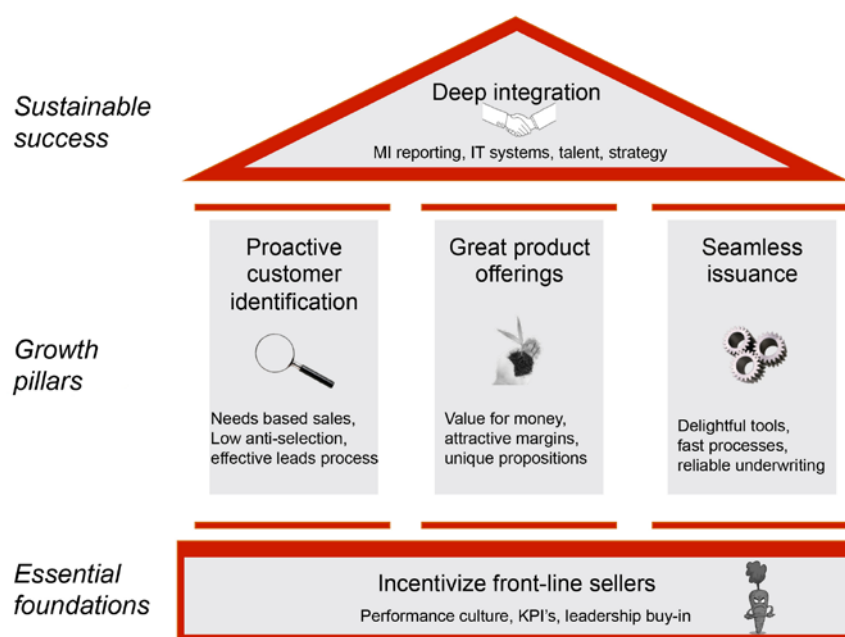 Sustainable
success
Deep integration
MI reporting, IT systems, talent, strategy
Growth
pillars
Proactive
customer
identification
Needs based sales,
Low anti-selection,
effective leads process
Great product
offerings
Value for money,
attractive margins,
unique propositions
Seamless
issuance
Delightful tools,
fast processes,
reliable underwriting
Essential
foundations
Incentivize front-line sellers
Performance culture, KPI's, leadership buy-in